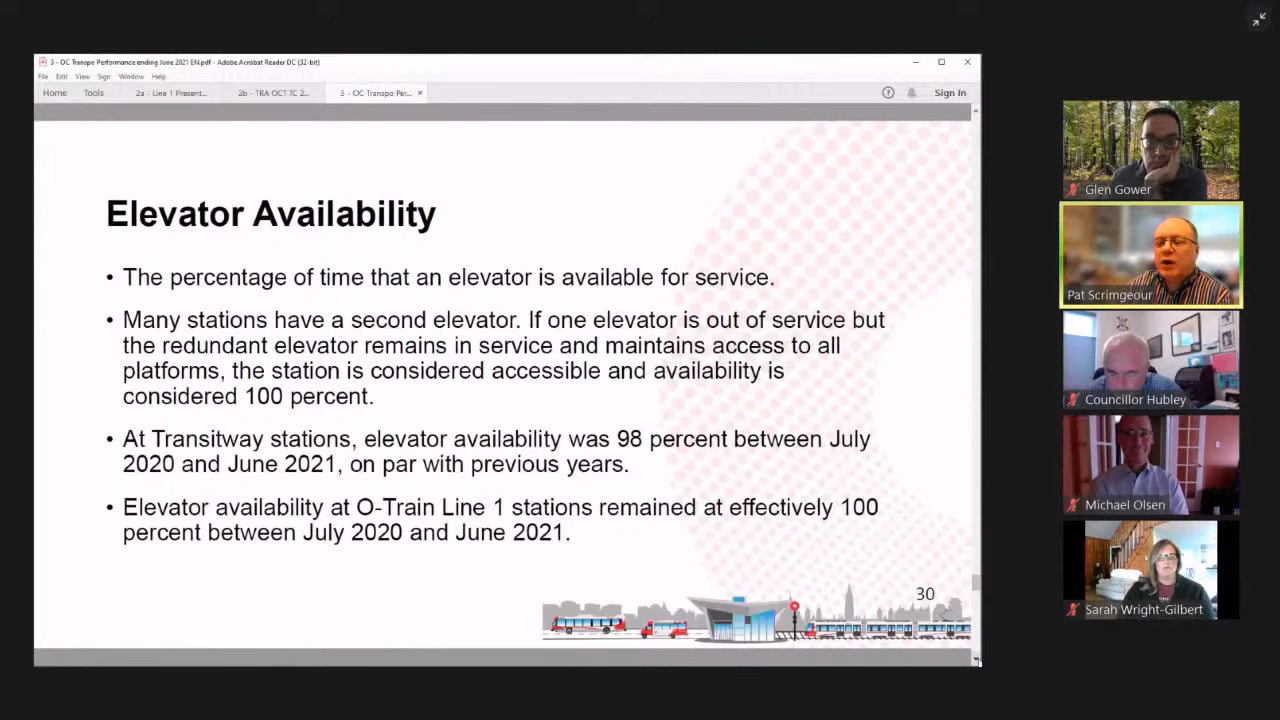 3 - OC Transpo Performance ending June 2021 EN.pdf - Adobe Acrobat Reader DC (32-bit)
File Edit View Sign Window Help
Home Tools 2a - Line 1 Present... 2b - TRA OCT TC 2... 3 - OC Transpo Per... × Sign In
Elevator Availability
• The percentage of time that an elevator is available for service.
• Many stations have a second elevator. If one elevator is out of service but
the redundant elevator remains in service and maintains access to all
platforms, the station is considered accessible and availability is
considered 100 percent.
• At Transitway stations, elevator availability was 98 percent between July
2020 and June 2021, on par with previous years.
• Elevator availability at O-Train Line 1 stations remained at effectively 100
percent between July 2020 and June 2021.
30
Glen Gower
Pat Scrimgeour
Councillor Hubley
Michael Olsen
Sarah Wright-Gilbert